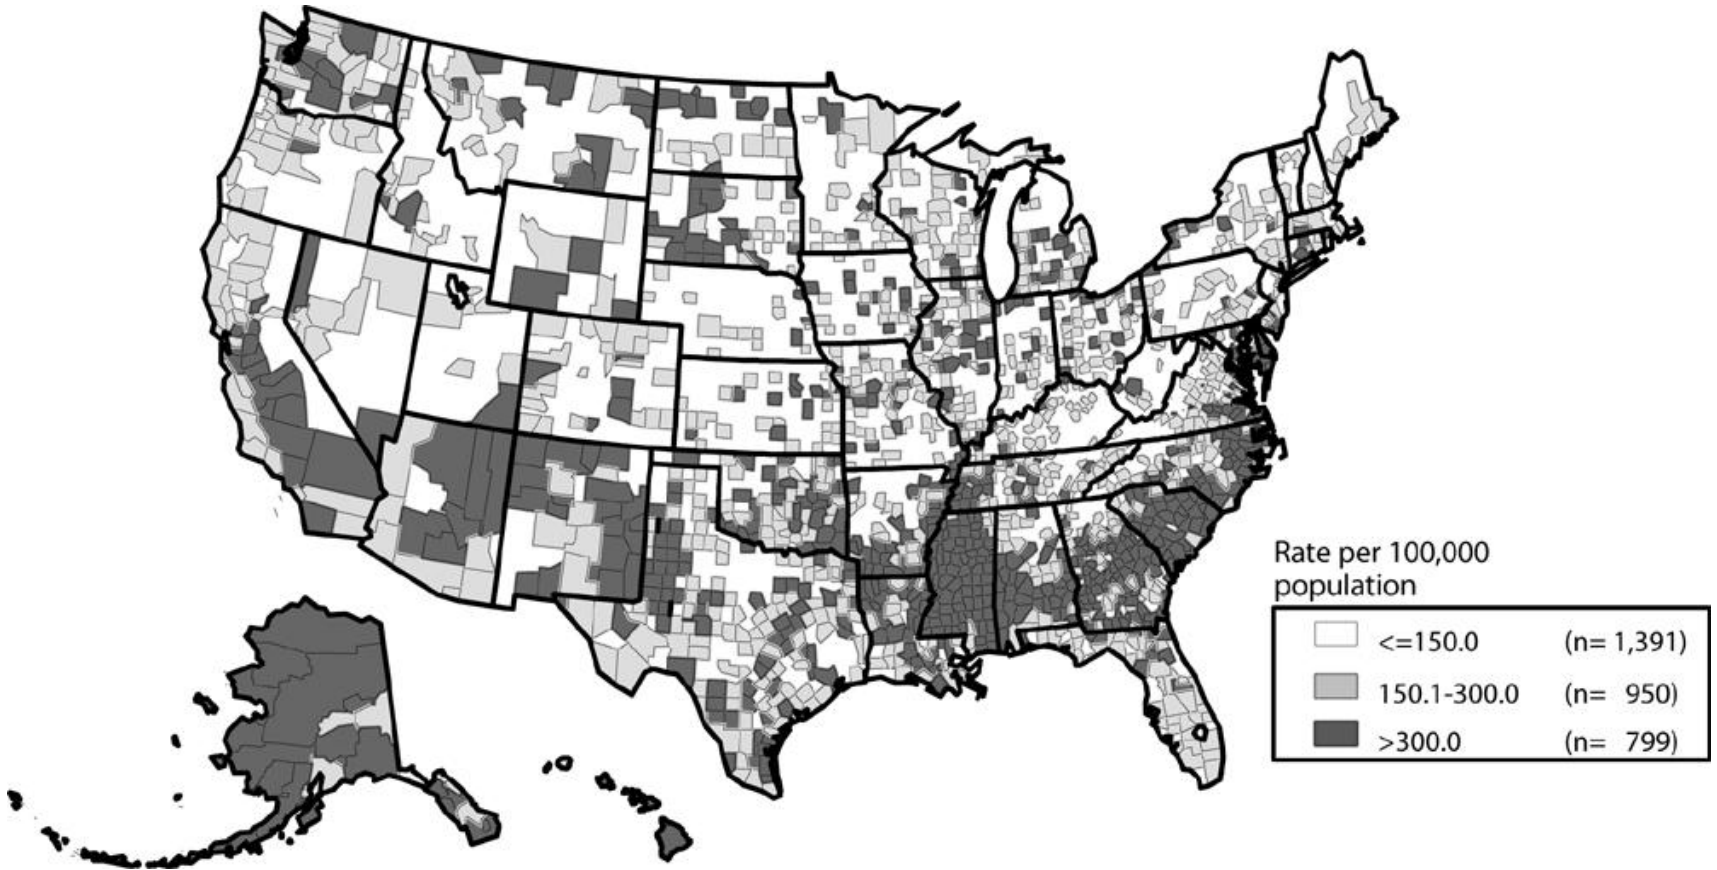 Rate per 100,000
population
<=150.0 (n= 1,391)
150.1-300.0 (n= 950)
>300.0 (n= 799)